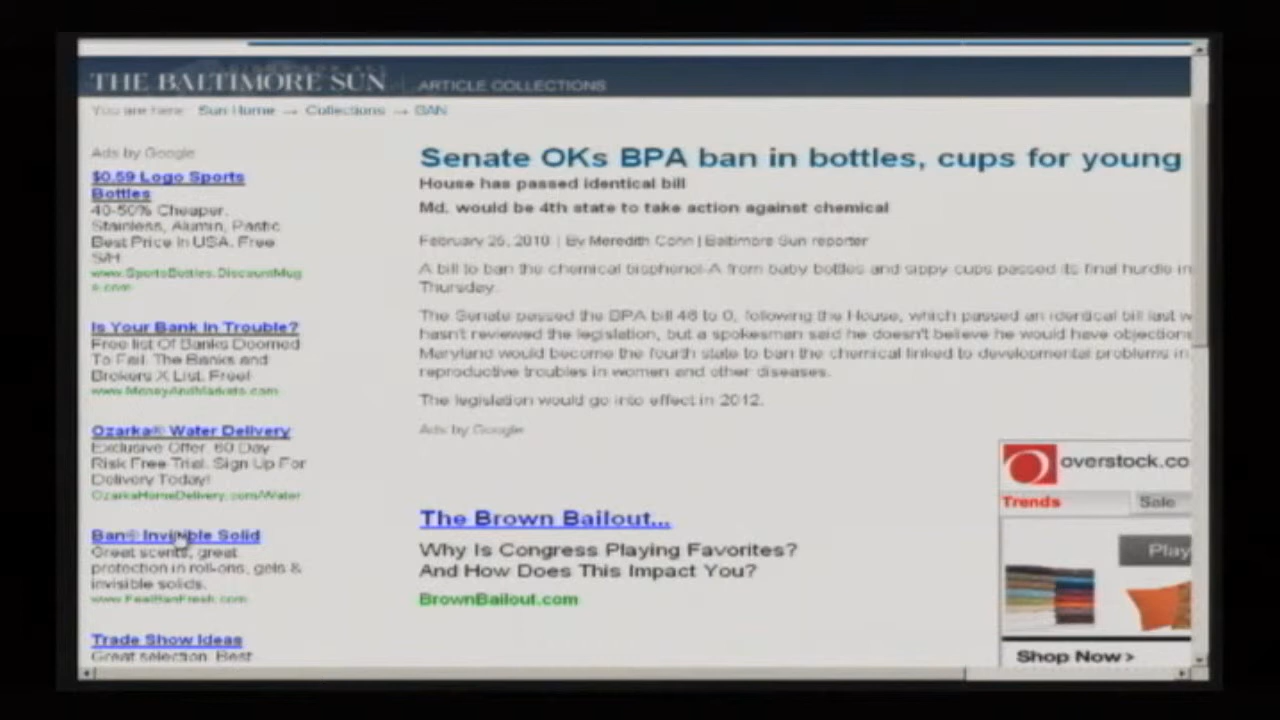 THE BALTIMORE SUN | ARTICLE COLLECTIONS
You are here: Sun Home → Collections → BAN
Ads by Google
$0.59 Logo Sports
Bottles
40-50% Cheaper.
Stainless, Alumin, Pastic
Best Price In USA. Free
S/H
www.SportsBottles.DiscountMug
s.com
Is Your Bank In Trouble?
Free list Of Banks Doomed
To Fail. The Banks and
Brokers X List. Free!
www.MoneyAndMarkets.com
Ozarka® Water Delivery
Exclusive Offer. 60 Day
Risk Free Trial. Sign Up For
Delivery Today!
OzarkaHomeDelivery.com/Water
Ban® Invisible Solid
Great scents, great
protection in roll-ons, gels &
invisible solids.
www.FeelBanFresh.com
Trade Show Ideas
Great selection. Best
Senate OKs BPA ban in bottles, cups for young
House has passed identical bill
Md. would be 4th state to take action against chemical
February 26, 2010 | By Meredith Cohn | Baltimore Sun reporter
A bill to ban the chemical bisphenol-A from baby bottles and sippy cups passed its final hurdle in
Thursday.
The Senate passed the BPA bill 46 to 0, following the House, which passed an identical bill last w
hasn't reviewed the legislation, but a spokesman said he doesn't believe he would have objections
Maryland would become the fourth state to ban the chemical linked to developmental problems in
reproductive troubles in women and other diseases.
The legislation would go into effect in 2012.
Ads by Google
The Brown Bailout...
Why Is Congress Playing Favorites?
And How Does This Impact You?
BrownBailout.com
overstock.co
Trends Sale
Play
Shop Now >